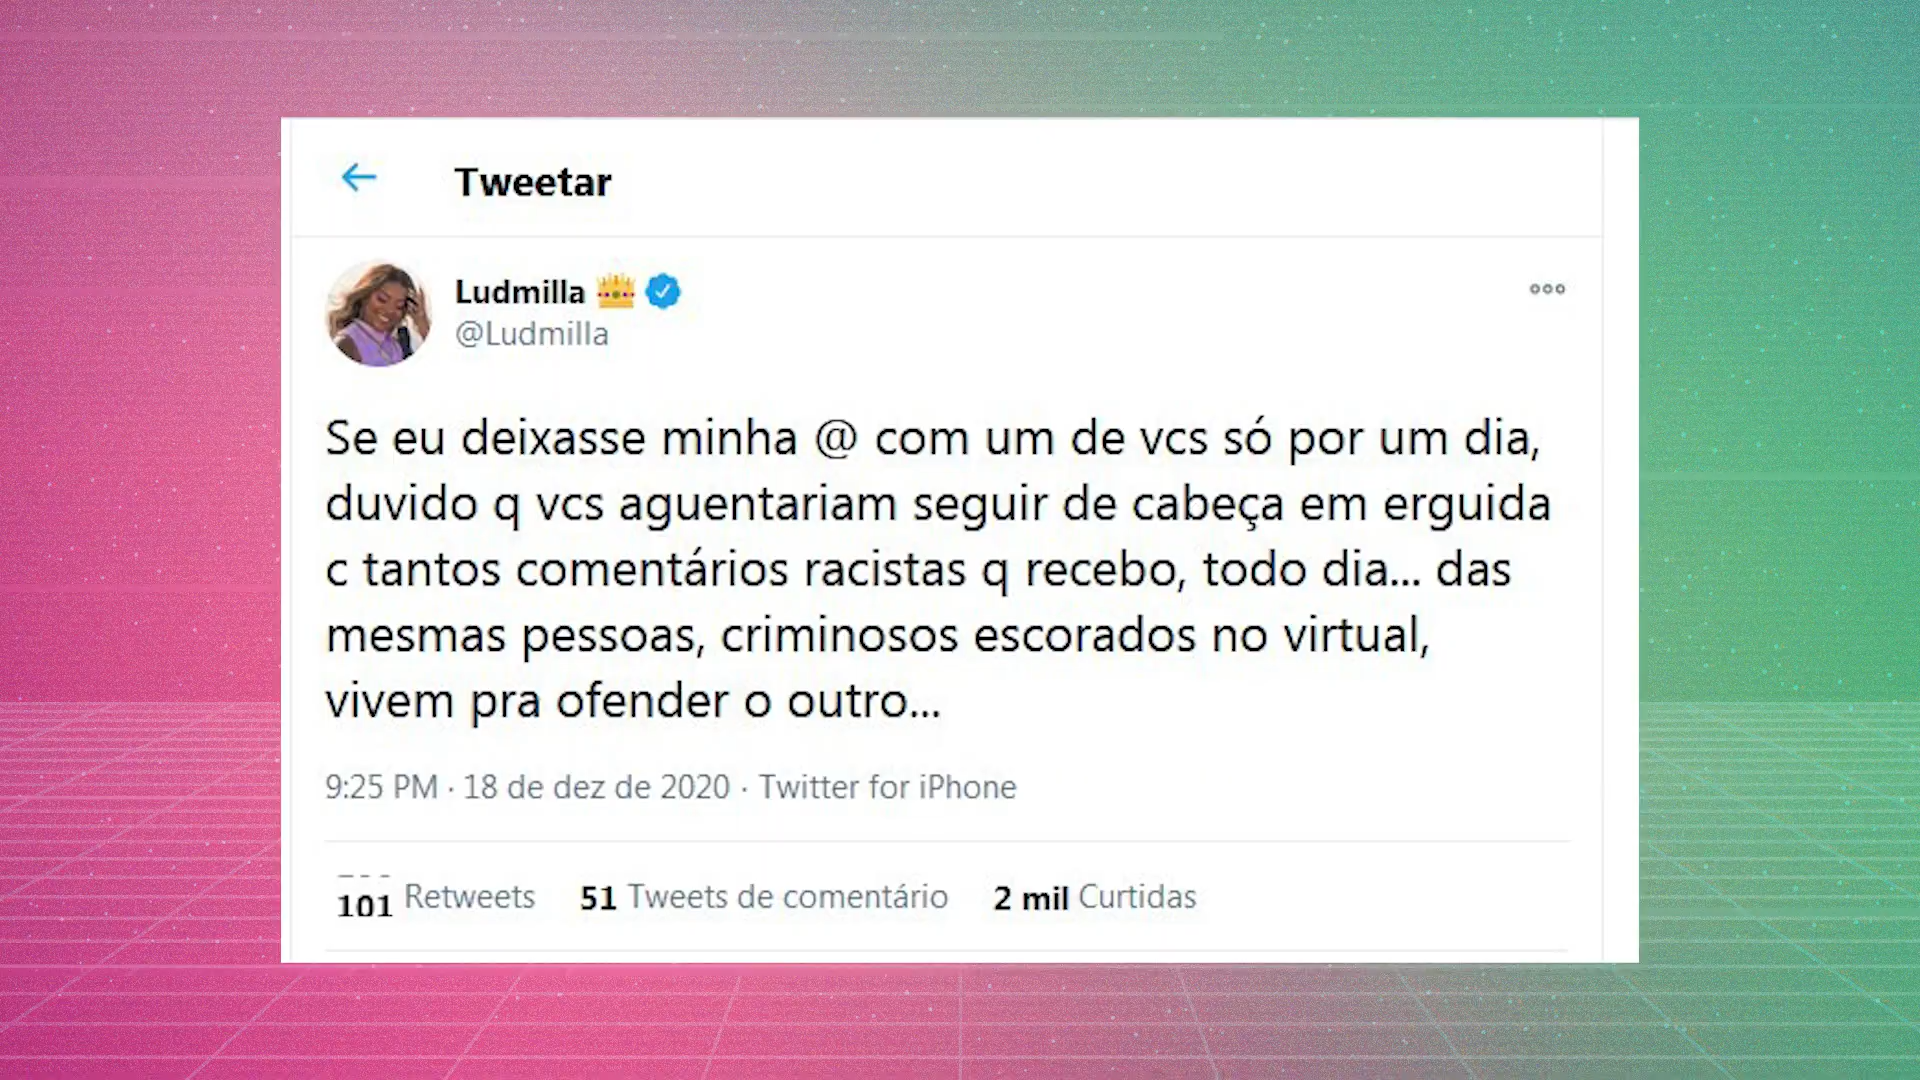 Tweetar
Ludmilla
@Ludmilla
Se eu deixasse minha @ com um de vcs só por um dia,
duvido q vcs aguentariam seguir de cabeça em erguida
c tantos comentários racistas q recebo, todo dia... das
mesmas pessoas, criminosos escorados no virtual,
vivem pra ofender o outro...
9:25 PM · 18 de dez de 2020 · Twitter for iPhone
101 Retweets 51 Tweets de comentário 2 mil Curtidas